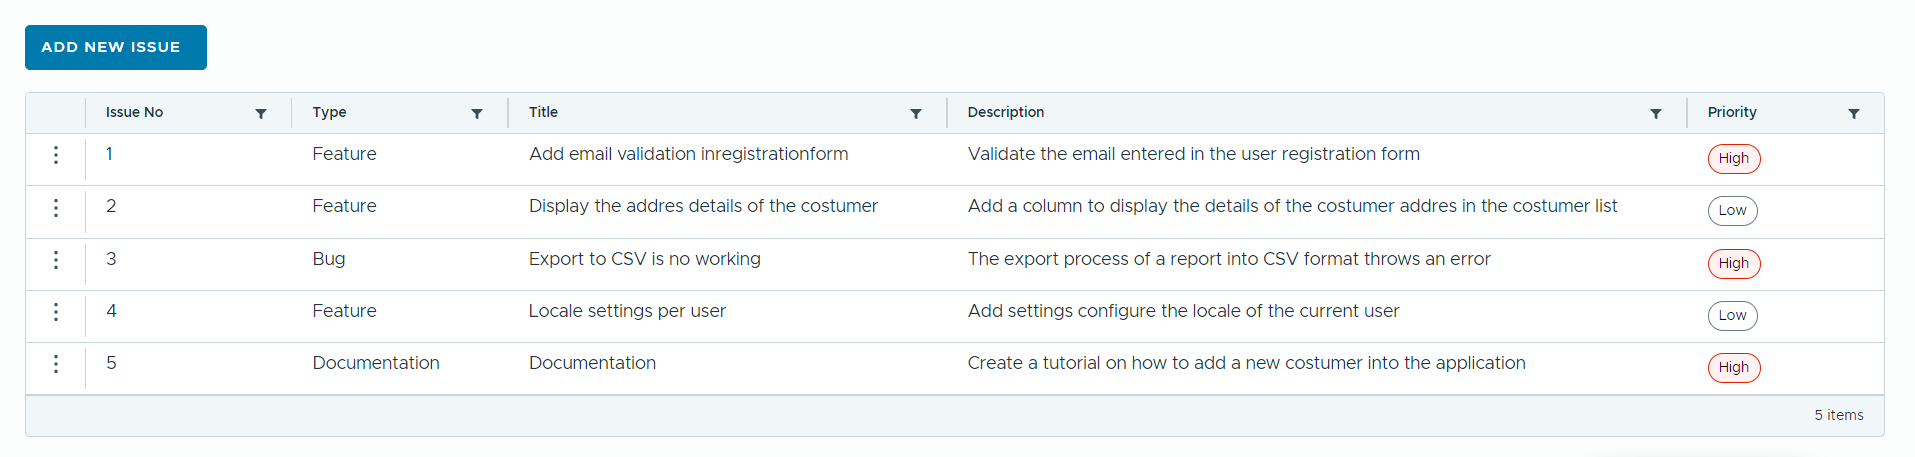 ADD NEW ISSUE
Issue No Type Title Description Priority
1 Feature Add email validation inregistrationform Validate the email entered in the user registration form High
2 Feature Display the addres details of the costumer Add a column to display the details of the costumer addres in the costumer list Low
3 Bug Export to CSV is no working The export process of a report into CSV format throws an error High
4 Feature Locale settings per user Add settings configure the locale of the current user Low
5 Documentation Documentation Create a tutorial on how to add a new costumer into the application High
5 items